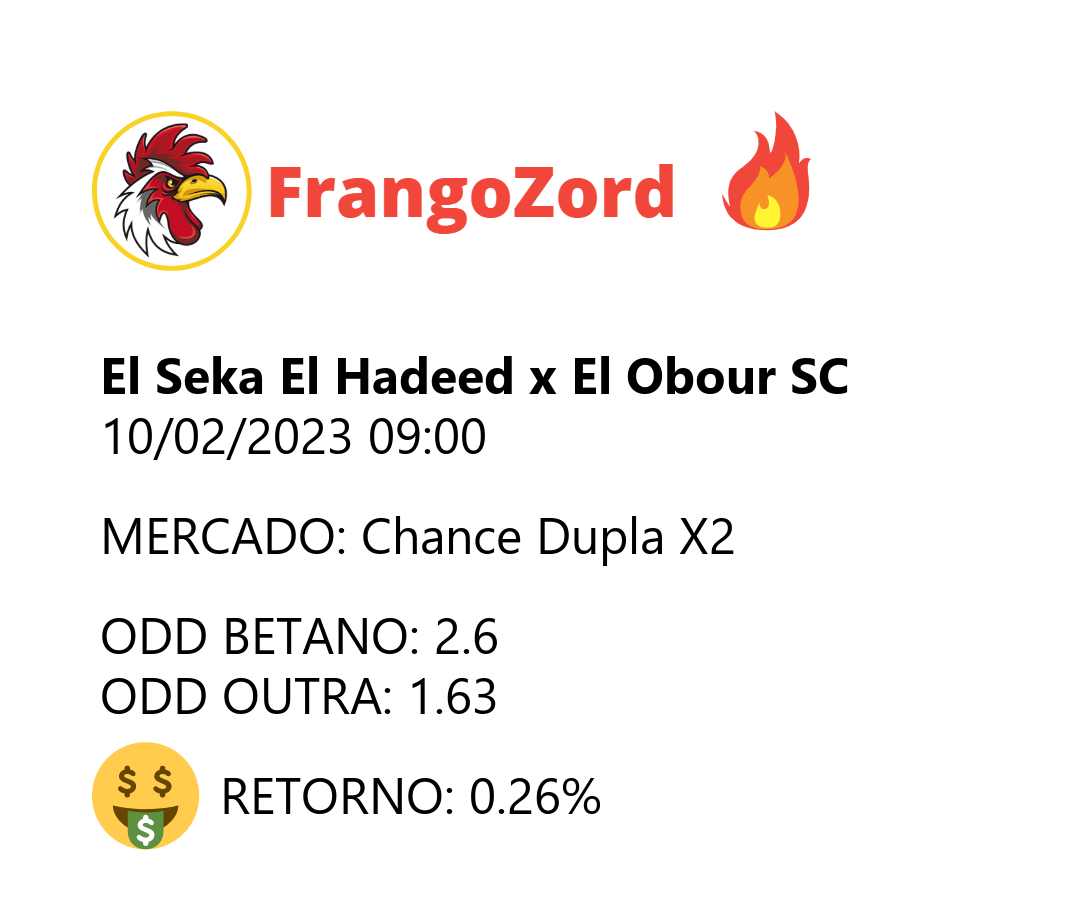 FrangoZord
El Seka El Hadeed x El Obour SC
10/02/2023 09:00
MERCADO: Chance Dupla X2
ODD BETANO: 2.6
ODD OUTRA: 1.63
$ $
$
RETORNO: 0.26%